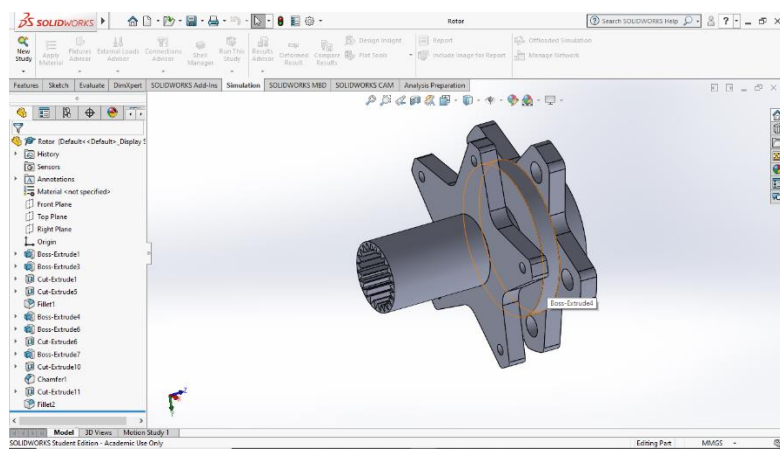 SOLIDWORKS
Rotor
Search SOLIDWORKS Help
New Study
Apply Material
Fixtures Advisor
External Loads Advisor
Connections Advisor
Shell Manager
Run This Study
Results Advisor
Deformed Result
Compare Results
Design Insight
Plot Tools
Report
Include Image for Report
Offloaded Simulation
Manage Network
Features Sketch Evaluate DimXpert SOLIDWORKS Add-Ins Simulation SOLIDWORKS MBD SOLIDWORKS CAM Analysis Preparation
Rotor (Default<<Default>_Display S
History
Sensors
Annotations
Material <not specified>
Front Plane
Top Plane
Right Plane
Origin
Boss-Extrude1
Boss-Extrude3
Cut-Extrude1
Cut-Extrude5
Fillet1
Boss-Extrude4
Boss-Extrude6
Cut-Extrude6
Boss-Extrude7
Cut-Extrude10
Chamfer1
Cut-Extrude11
Fillet2
Boss-Extrude4
Model 3D Views Motion Study 1
SOLIDWORKS Student Edition - Academic Use Only
Editing Part MMGS